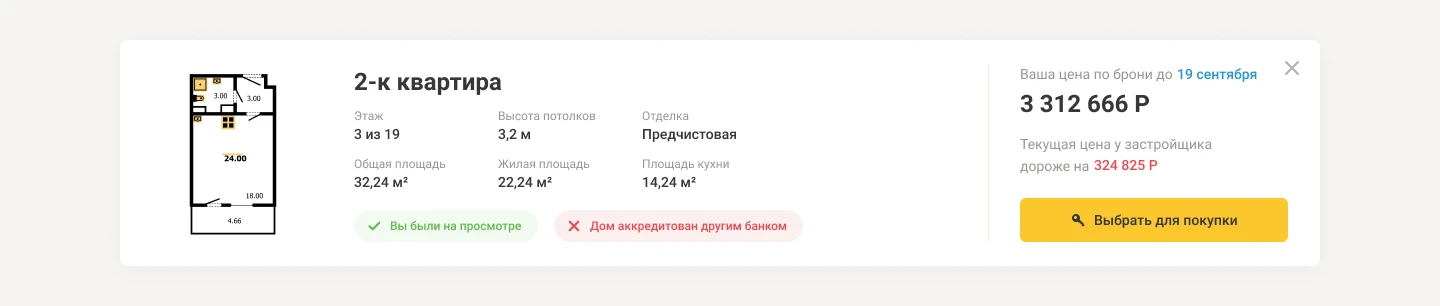 3.00
3.00
24.00
18.00
4.66
2-к квартира
Этаж
3 из 19
Высота потолков
3,2 м
Отделка
Предчистовая
Общая площадь
32,24 м²
Жилая площадь
22,24 м²
Площадь кухни
14,24 м²
Вы были на просмотре
Дом аккредитован другим банком
Ваша цена по брони до 19 сентября
3 312 666 Р
Текущая цена у застройщика
дороже на 324 825 Р
Выбрать для покупки